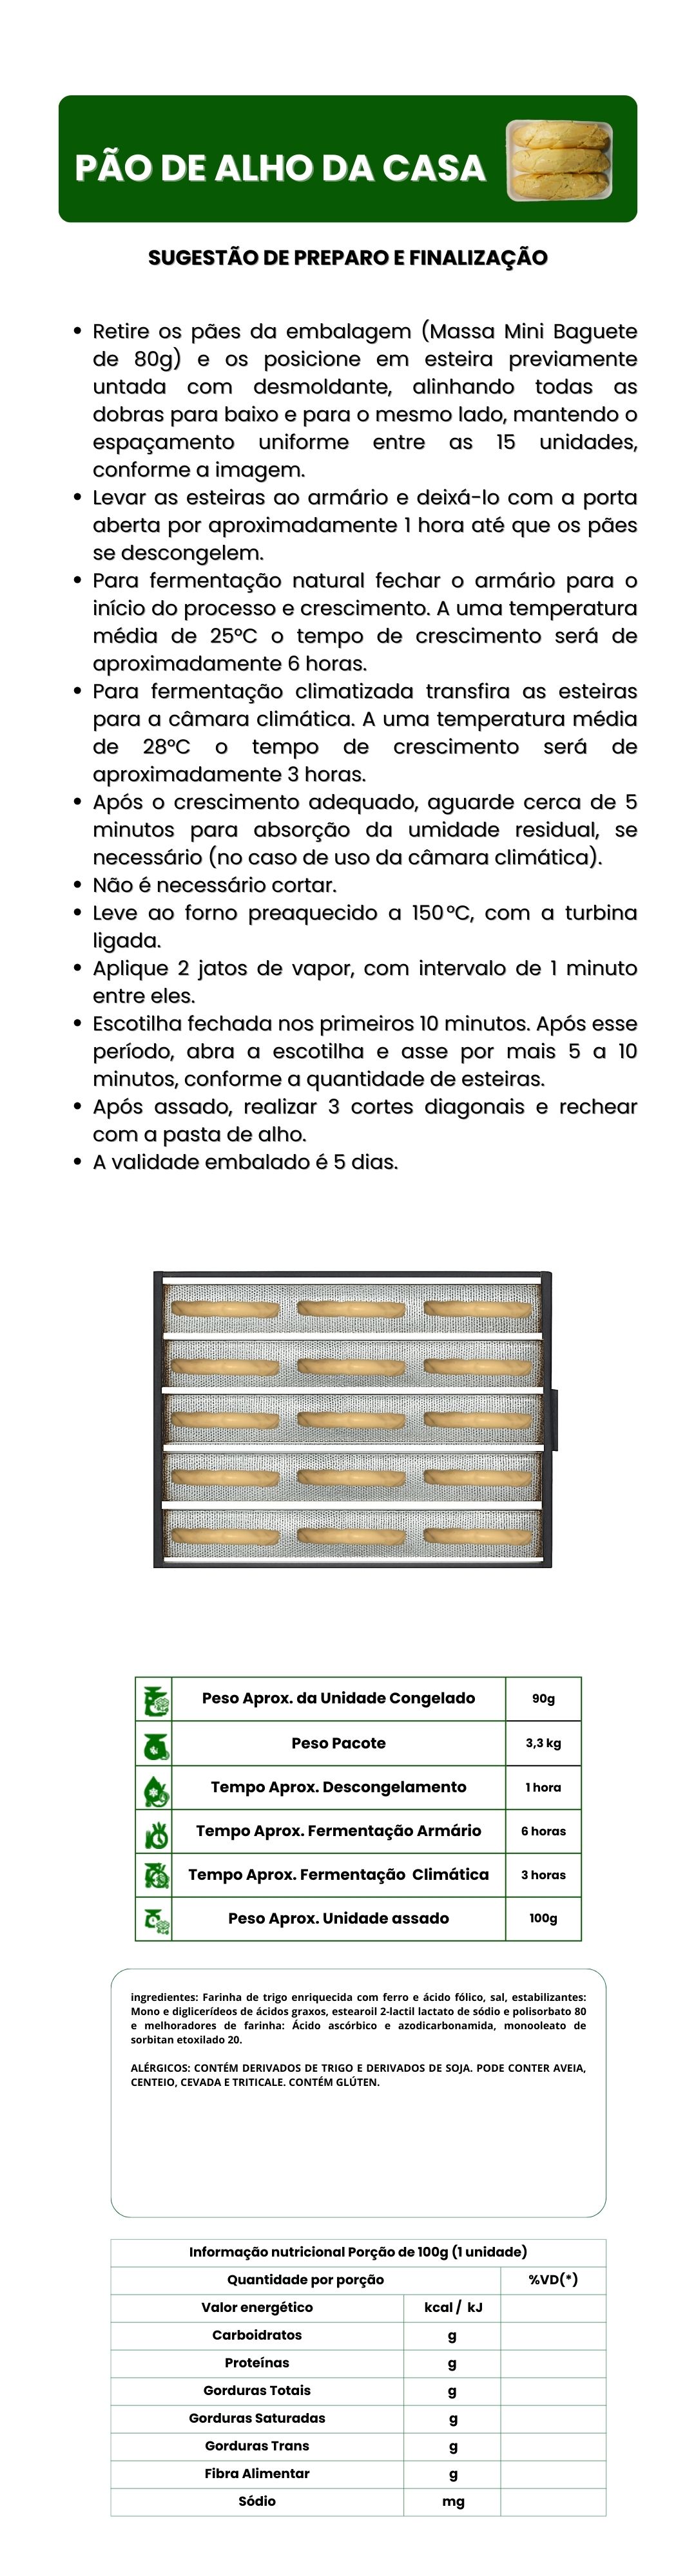 PÃO DE ALHO DA CASA
SUGESTÃO DE PREPARO E FINALIZAÇÃO
• Retire os pães da embalagem (Massa Mini Baguete
de 80g) e os posicione em esteira previamente
untada com desmoldante, alinhando todas as
dobras para baixo e para o mesmo lado, mantendo o
espaçamento uniforme entre as 15 unidades,
conforme a imagem.
• Levar as esteiras ao armário e deixá-lo com a porta
aberta por aproximadamente 1 hora até que os pães
se descongelem.
• Para fermentação natural fechar o armário para o
início do processo e crescimento. A uma temperatura
média de 25ºC o tempo de crescimento será de
aproximadamente 6 horas.
• Para fermentação climatizada transfira as esteiras
para a câmara climática. A uma temperatura média
de 28ºC o tempo de crescimento será de
aproximadamente 3 horas.
• Após o crescimento adequado, aguarde cerca de 5
minutos para absorção da umidade residual, se
necessário (no caso de uso da câmara climática).
• Não é necessário cortar.
• Leve ao forno preaquecido a 150ºC, com a turbina
ligada.
• Aplique 2 jatos de vapor, com intervalo de 1 minuto
entre eles.
• Escotilha fechada nos primeiros 10 minutos. Após esse
período, abra a escotilha e asse por mais 5 a 10
minutos, conforme a quantidade de esteiras.
• Após assado, realizar 3 cortes diagonais e rechear
com a pasta de alho.
• A validade embalado é 5 dias.
Peso Aprox. da Unidade Congelado 90g
Peso Pacote 3,3 kg
Tempo Aprox. Descongelamento 1 hora
Tempo Aprox. Fermentação Armário 6 horas
Tempo Aprox. Fermentação Climática 3 horas
Peso Aprox. Unidade assado 100g
ingredientes: Farinha de trigo enriquecida com ferro e ácido fólico, sal, estabilizantes:
Mono e diglicerídeos de ácidos graxos, estearoil 2-lactil lactato de sódio e polisorbato 80
e melhoradores de farinha: Ácido ascórbico e azodicarbonamida, monooleato de
sorbitan etoxilado 20.
ALÉRGICOS: CONTÉM DERIVADOS DE TRIGO E DERIVADOS DE SOJA. PODE CONTER AVEIA,
CENTEIO, CEVADA E TRITICALE. CONTÉM GLÚTEN.
Informação nutricional Porção de 100g (1 unidade)
Quantidade por porção %VD(*)
Valor energético kcal / kJ
Carboidratos g
Proteínas g
Gorduras Totais g
Gorduras Saturadas g
Gorduras Trans g
Fibra Alimentar g
Sódio mg